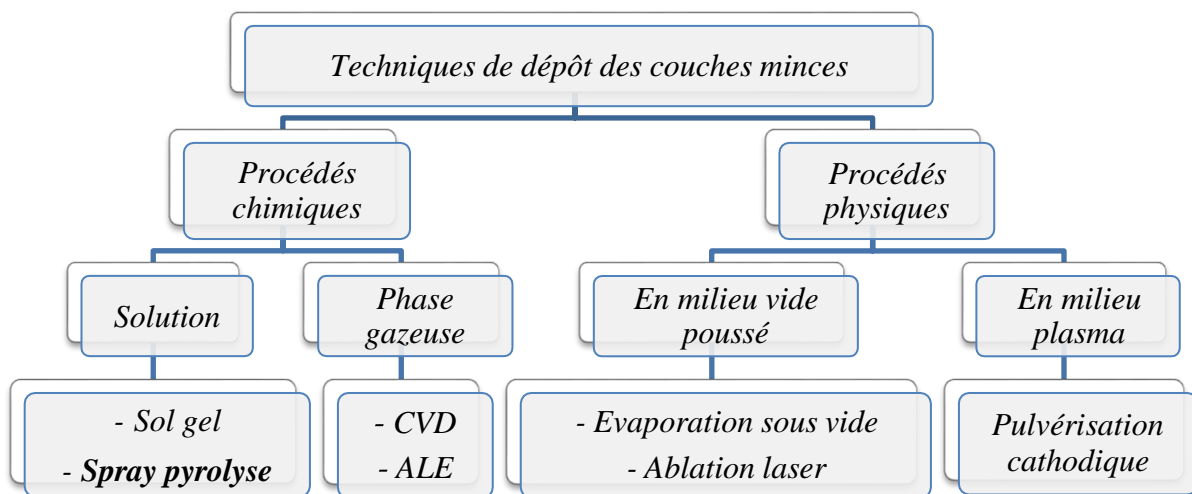 Techniques de dépôt des couches minces
Procédés
chimiques
Procédés
physiques
Solution
Phase
gazeuse
En milieu vide
poussé
En milieu
plasma
- Sol gel
- Spray pyrolyse
- CVD
- ALE
- Evaporation sous vide
- Ablation laser
Pulvérisation
cathodique